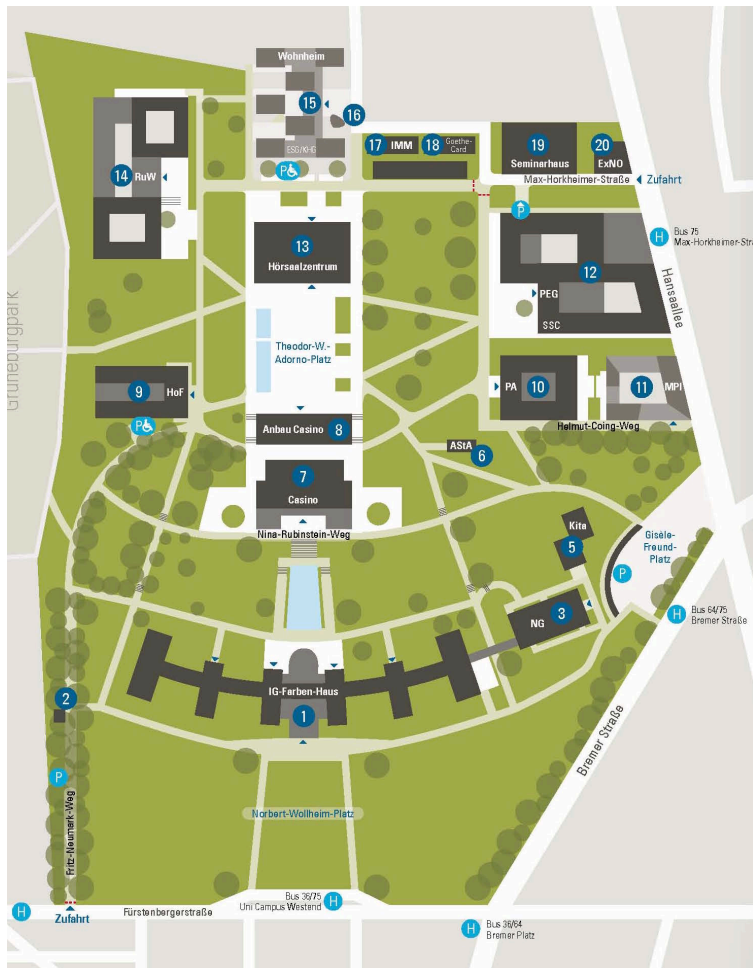 Wohnheim
15
16
ESG/KHG
P
17
IMM
18
Goethe-
Card
19
Seminarhaus
20
ExNO
Max-Horkheimer-Straße
Zufahrt
14
RuW
P
H
Bus 75
Max-Horkheimer-Stra
13
Hörsaalzentrum
12
PEG
SSC
Hansaallee
Grüneburgpark
Theodor-W.-
Adorno-Platz
9
HoF
P
PA
10
11
MPI
Helmut-Coing-Weg
Anbau Casino
8
AStA
6
7
Casino
Nina-Rubinstein-Weg
Kita
5
Gisèle-
Freund-
Platz
P
3
NG
H
Bus 64/75
Bremer Straße
IG-Farben-Haus
1
2
P
Fritz-Neumark-Weg
Bremer Straße
Norbert-Wollheim-Platz
Bus 36/75
Uni Campus Westend
H
H
Zufahrt
Fürstenbergerstraße
H
Bus 36/64
Bremer Platz